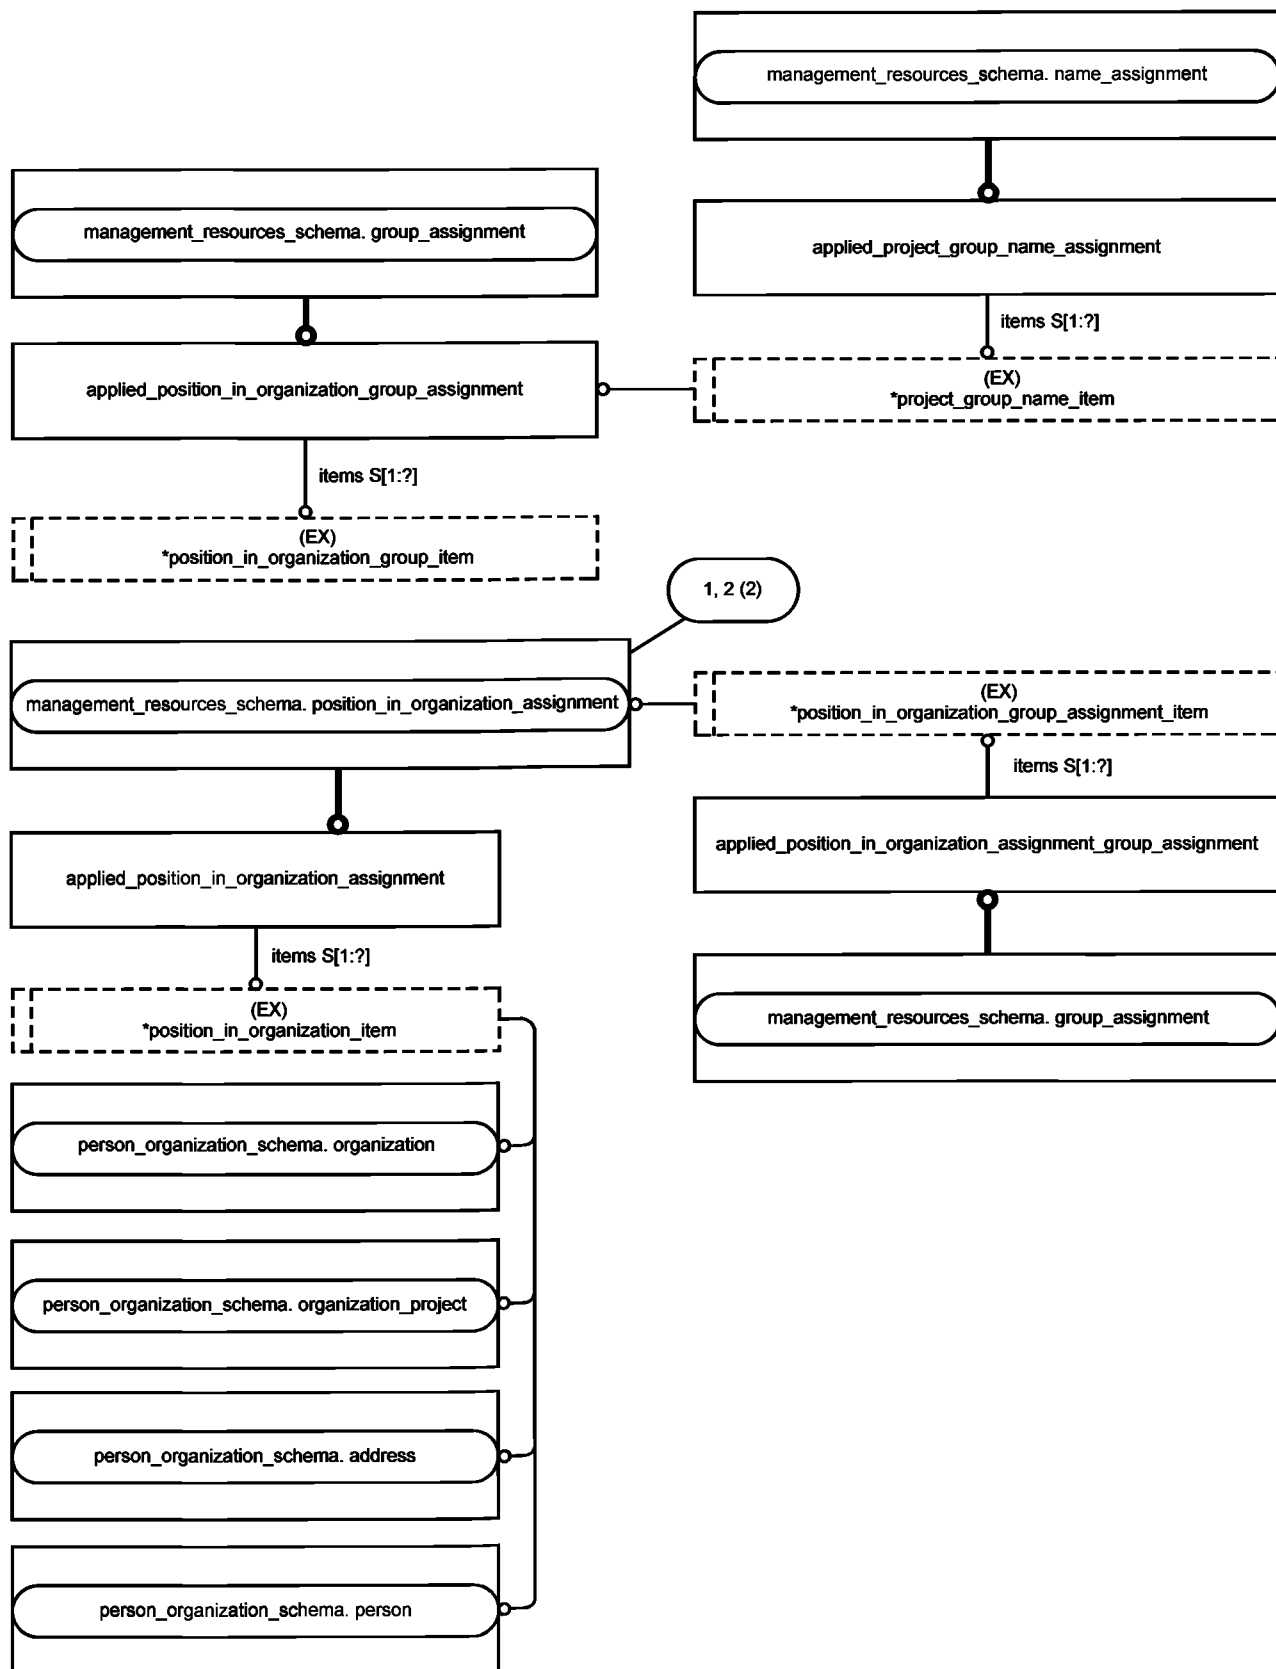 management_resources_schema. name_assignment
management_resources_schema. group_assignment
applied_project_group_name_assignment
items S[1:?]
applied_position_in_organization_group_assignment
(EX)
*project_group_name_item
items S[1:?]
(EX)
*position_in_organization_group_item
1, 2 (2)
management_resources_schema. position_in_organization_assignment
(EX)
*position_in_organization_group_assignment_item
items S[1:?]
applied_position_in_organization_assignment_group_assignment
applied_position_in_organization_assignment
items S[1:?]
(EX)
*position_in_organization_item
management_resources_schema. group_assignment
person_organization_schema. organization
person_organization_schema. organization_project
person_organization_schema. address
person_organization_schema. person